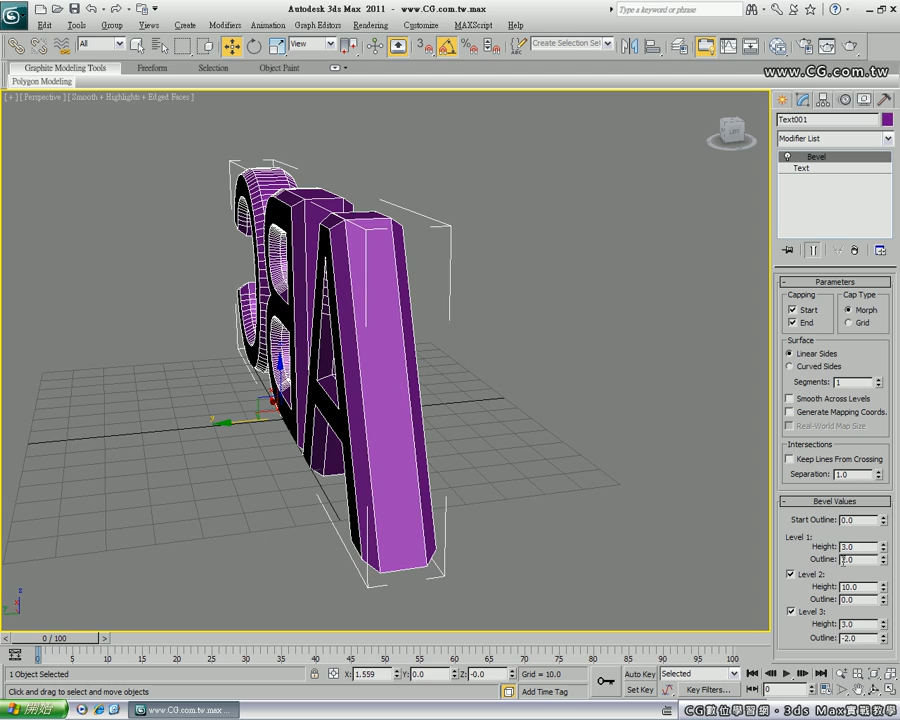 Autodesk 3ds Max 2011 - www.CG.com.tw.max
Type a keyword or phrase
Edit Tools Group Views Create Modifiers Animation Graph Editors Rendering Customize MAXScript Help
All View 3 Create Selection Set
Graphite Modeling Tools Freeform Selection Object Paint
Polygon Modeling
www.CG.com.tw
[ + ] [ Perspective ] [ Smooth + Highlights + Edged Faces ]
LEFT
Text001
Modifier List
Bevel
Text
Parameters
Capping
Start
End
Cap Type
Morph
Grid
Surface
Linear Sides
Curved Sides
Segments: 1
Smooth Across Levels
Generate Mapping Coords.
Real-World Map Size
Intersections
Keep Lines From Crossing
Separation: 1.0
Bevel Values
Start Outline: 0.0
Level 1:
Height: 3.0
Outline: 2.0
Level 2:
Height: 10.0
Outline: 0.0
Level 3:
Height: 3.0
Outline: -2.0
y
z
x
0 / 100
0 5 10 15 20 25 30 35 40 45 50 55 60 65 70 75 80 85 90 95 100
1 Object Selected X: 1.559 Y: 0.0 Z: -0.0 Grid = 10.0 Auto Key Selected
Click and drag to select and move objects Add Time Tag Set Key Key Filters... 0
開始 www.CG.com.tw.max ... CG數位學習網 - 3ds Max實戰教學